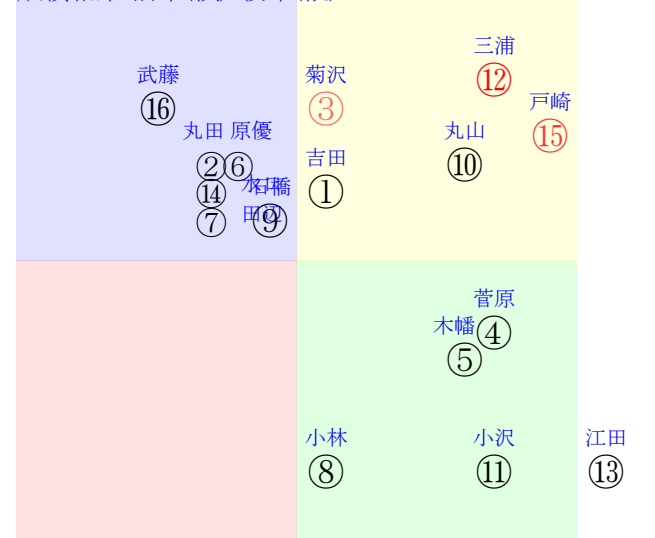 三浦
武藤 菊沢 ⑫
⑯ ③ 戸崎
丸田 原優 丸山 ⑮
吉田 ⑩
②⑥
⑭ ①
⑦ ⑨
菅原
木幡 ④
⑤
小林 小沢 江田
⑧ ⑪ ⑬